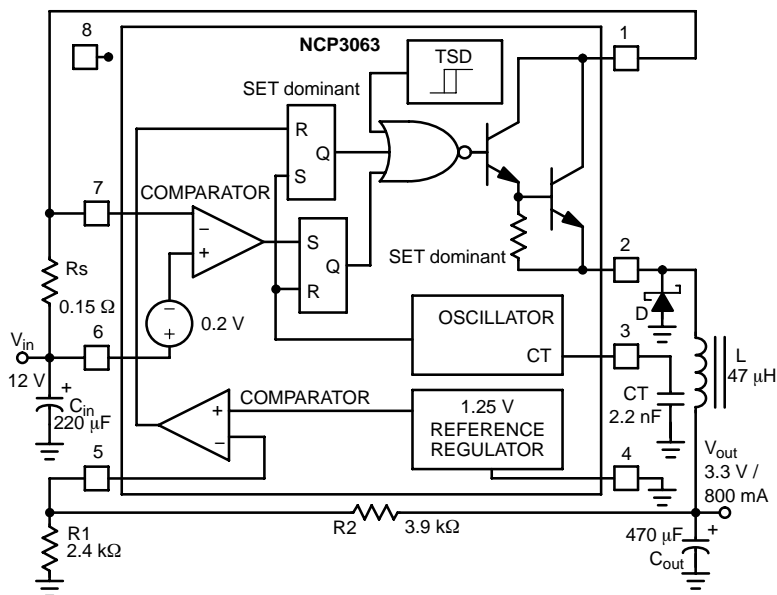 8
NCP3063
TSD
1
SET dominant
R
Q
S
7
COMPARATOR
−
+
S
Q
R
SET dominant
2
Rs
0.15 Ω
−
+
0.2 V
D
V_in
6
OSCILLATOR
CT
3
L
47 µH
12 V
+
C_in
220 µF
CT
2.2 nF
COMPARATOR
+
−
1.25 V
REFERENCE
REGULATOR
5
4
V_out
3.3 V /
800 mA
R1
2.4 kΩ
R2
3.9 kΩ
470 µF
+
C_out